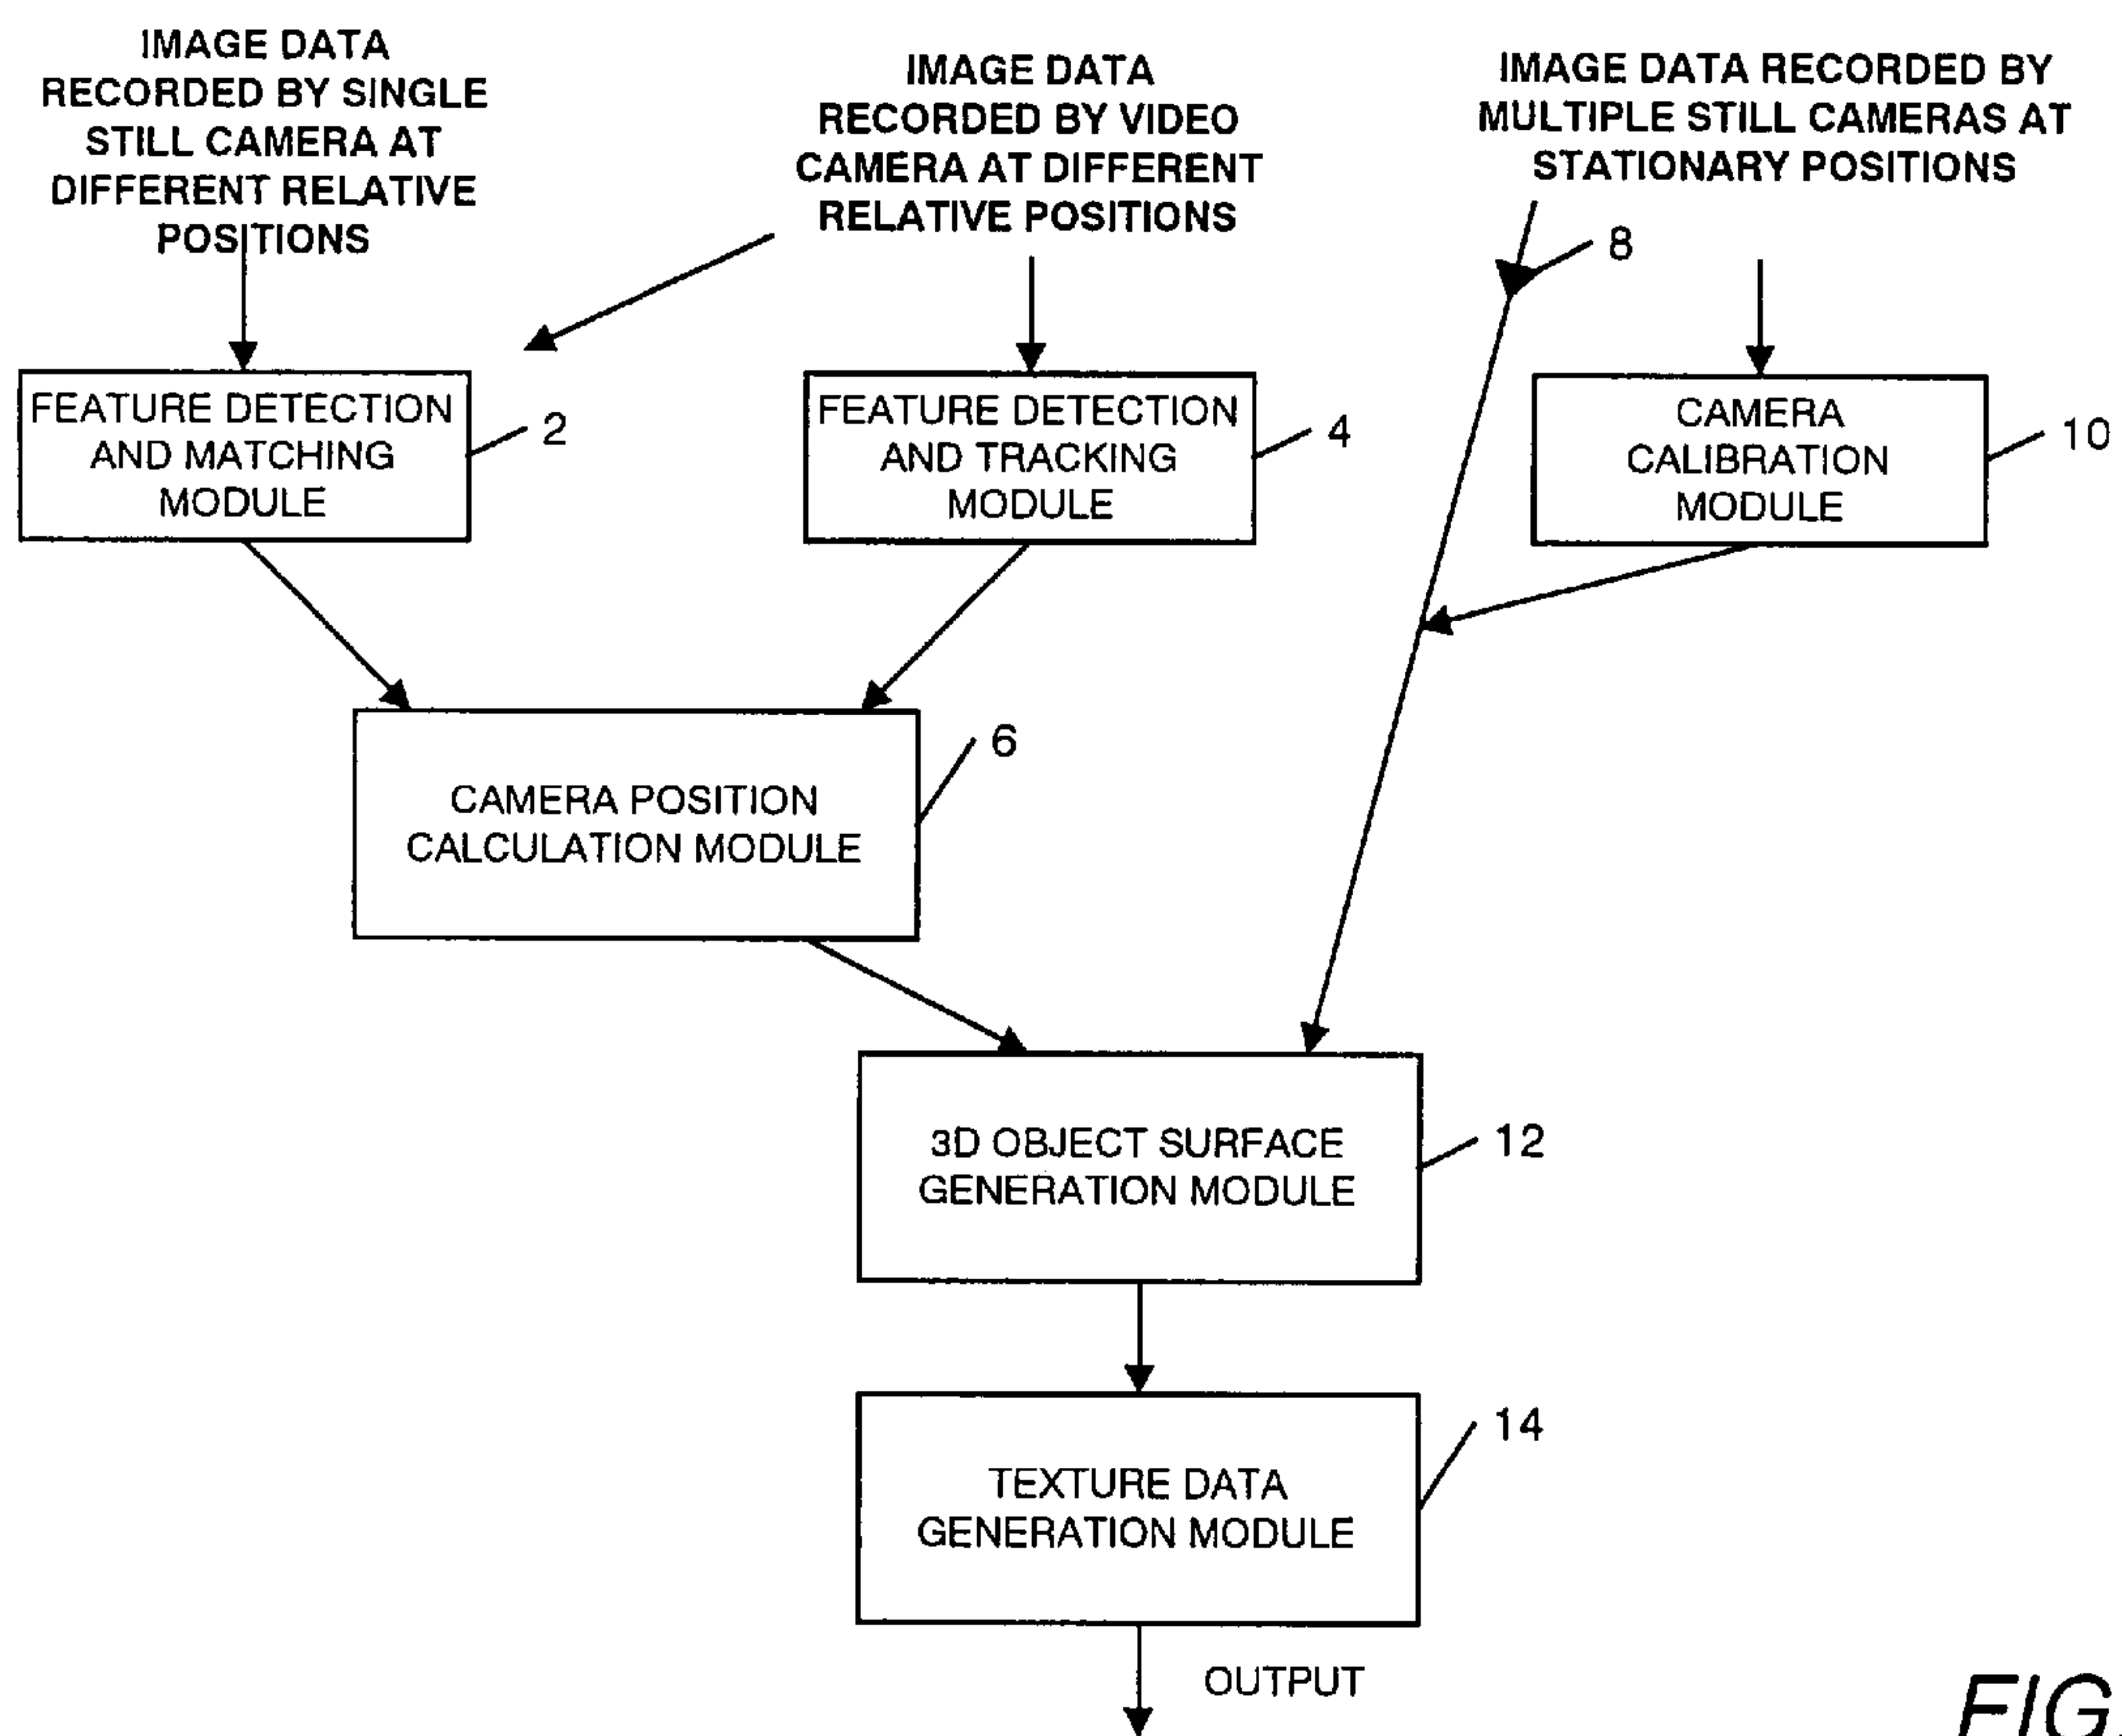 IMAGE DATA
RECORDED BY SINGLE
STILL CAMERA AT
DIFFERENT RELATIVE
POSITIONS
IMAGE DATA
RECORDED BY VIDEO
CAMERA AT DIFFERENT
RELATIVE POSITIONS
IMAGE DATA RECORDED BY
MULTIPLE STILL CAMERAS AT
STATIONARY POSITIONS
8
FEATURE DETECTION
AND MATCHING
MODULE
2
FEATURE DETECTION
AND TRACKING
MODULE
4
CAMERA
CALIBRATION
MODULE
10
CAMERA POSITION
CALCULATION MODULE
6
3D OBJECT SURFACE
GENERATION MODULE
12
TEXTURE DATA
GENERATION MODULE
14
OUTPUT
FIG.